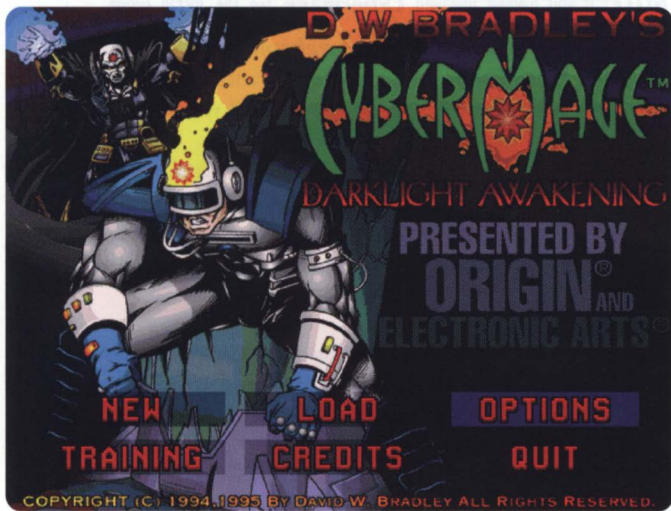 D W BRADLEY'S
CYBERMAGE™
DARKLIGHT AWAKENING
PRESENTED BY
ORIGIN®
AND
ELECTRONIC ARTS®
NEW LOAD OPTIONS
TRAINING CREDITS QUIT
COPYRIGHT (C) 1994,1995 BY DAVID W. BRADLEY ALL RIGHTS RESERVED.